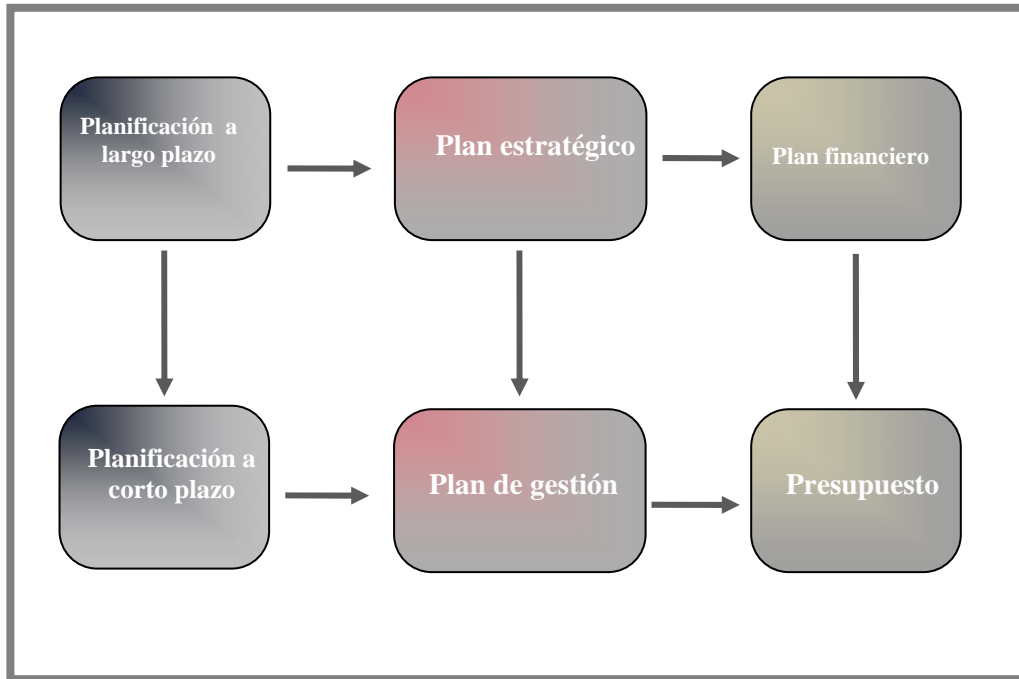 Planificación a
largo plazo
Plan estratégico
Plan financiero
Planificación a
corto plazo
Plan de gestión
Presupuesto